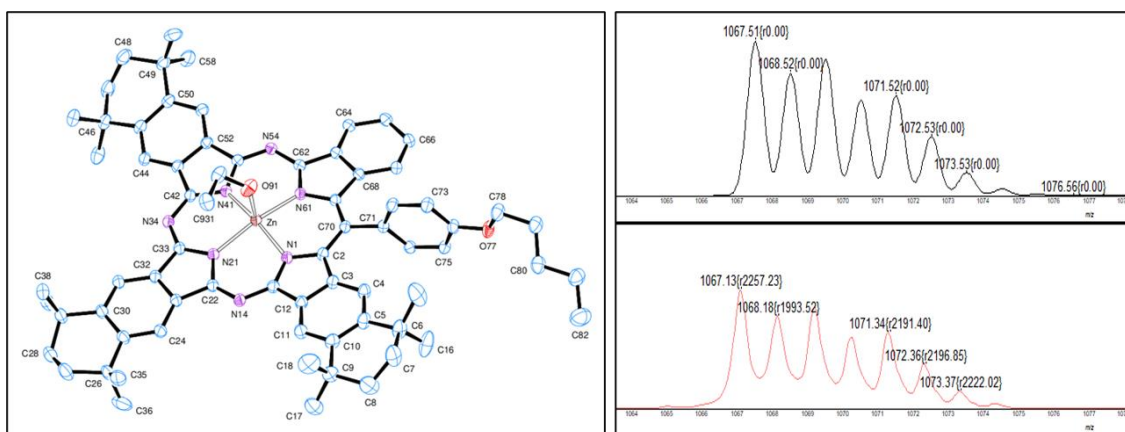 C48
C58
C49
C50
C46
C52
N54
C64
C66
C62
C44
O91
C68
C42
N41
N61
C73
C78
C931
C71
N34
Zn
C70
C33
N1
O77
C75
N21
C2
C32
C80
C38
C3
C4
C22
C30
C12
C5
N14
C82
C24
C11
C6
C28
C10
C16
C35
C18
C7
C26
C9
C36
C8
C17
1067.51{r0.00}
1068.52{r0.00}
1071.52{r0.00}
1072.53{r0.00}
1073.53{r0.00}
1076.56{r0.00}
1064 1065 1066 1067 1068 1069 1070 1071 1072 1073 1074 1075 1076 1077
m/z
1067.13{r2257.23}
1068.18{r1993.52}
1071.34{r2191.40}
1072.36{r2196.85}
1073.37{r2222.02}
1064 1065 1066 1067 1068 1069 1070 1071 1072 1073 1074 1075 1076 1077
m/z